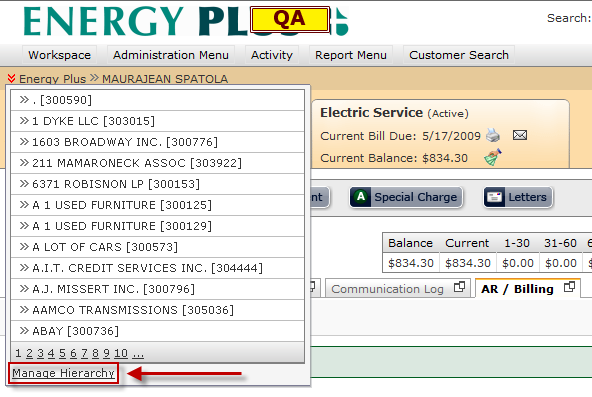 ENERGY PLUS
QA
Search:
Workspace Administration Menu Activity Report Menu Customer Search
Energy Plus » MAURAJEAN SPATOLA
» . [300590]
» 1 DYKE LLC [303015]
» 1603 BROADWAY INC. [300776]
» 211 MAMARONECK ASSOC [303922]
» 6371 ROBISNON LP [300153]
» A 1 USED FURNITURE [300125]
» A 1 USED FURNITURE [300129]
» A LOT OF CARS [300573]
» A.I.T. CREDIT SERVICES INC. [304444]
» A.J. MISSERT INC. [300796]
» AAMCO TRANSMISSIONS [305036]
» ABAY [300736]
1 2 3 4 5 6 7 8 9 10 ...
Manage Hierarchy
Electric Service (Active)
Current Bill Due: 5/17/2009
Current Balance: $834.30
nt A Special Charge Letters
Balance Current 1-30 31-60 6
$834.30 $834.30 $0.00 $0.00 $
Communication Log AR / Billing